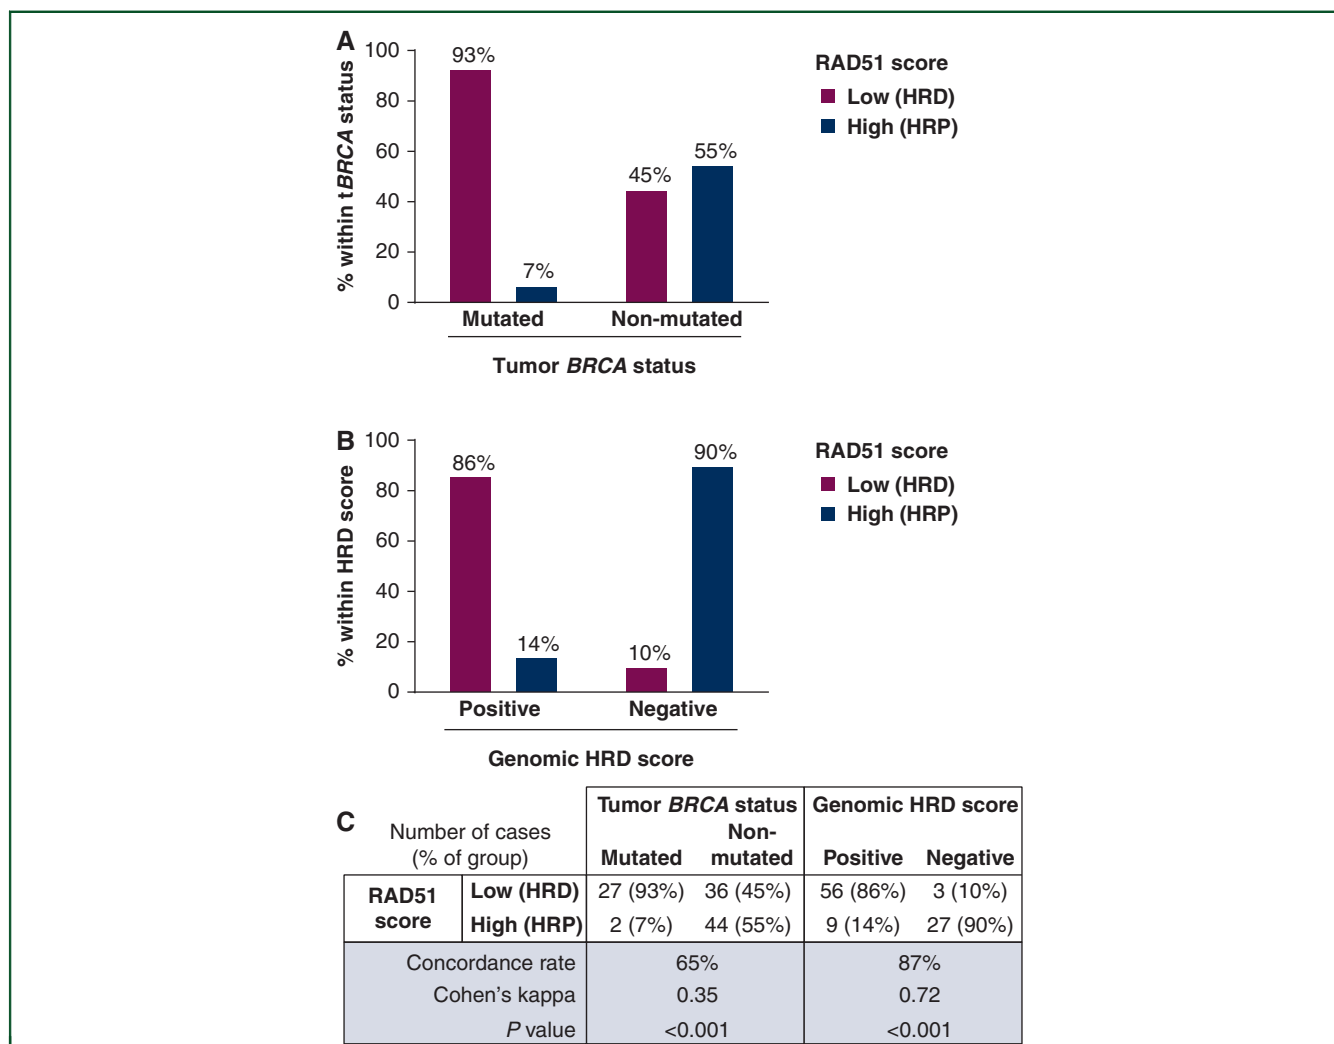 A
% within tBRCA status
100
80
60
40
20
0
93%
7%
45%
55%
Mutated
Non-mutated
Tumor BRCA status
RAD51 score
Low (HRD)
High (HRP)
B
% within HRD score
100
80
60
40
20
0
86%
14%
10%
90%
Positive
Negative
Genomic HRD score
RAD51 score
Low (HRD)
High (HRP)
C
Number of cases
(% of group)
Tumor BRCA status Genomic HRD score
Mutated Non-
mutated Positive Negative
RAD51
score
Low (HRD) 27 (93%) 36 (45%) 56 (86%) 3 (10%)
High (HRP) 2 (7%) 44 (55%) 9 (14%) 27 (90%)
Concordance rate 65% 87%
Cohen's kappa 0.35 0.72
P value <0.001 <0.001